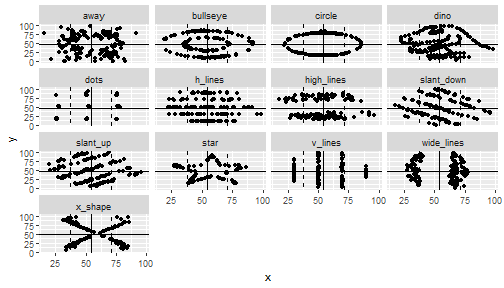 away bullseye circle dino
100
75
50
25
0
dots h_lines high_lines slant_down
100
75
50
25
0
slant_up star v_lines wide_lines
100
75
50
25
0
25 50 75 100 25 50 75 100 25 50 75 100
x_shape
100
75
50
25
0
25 50 75 100
y
x